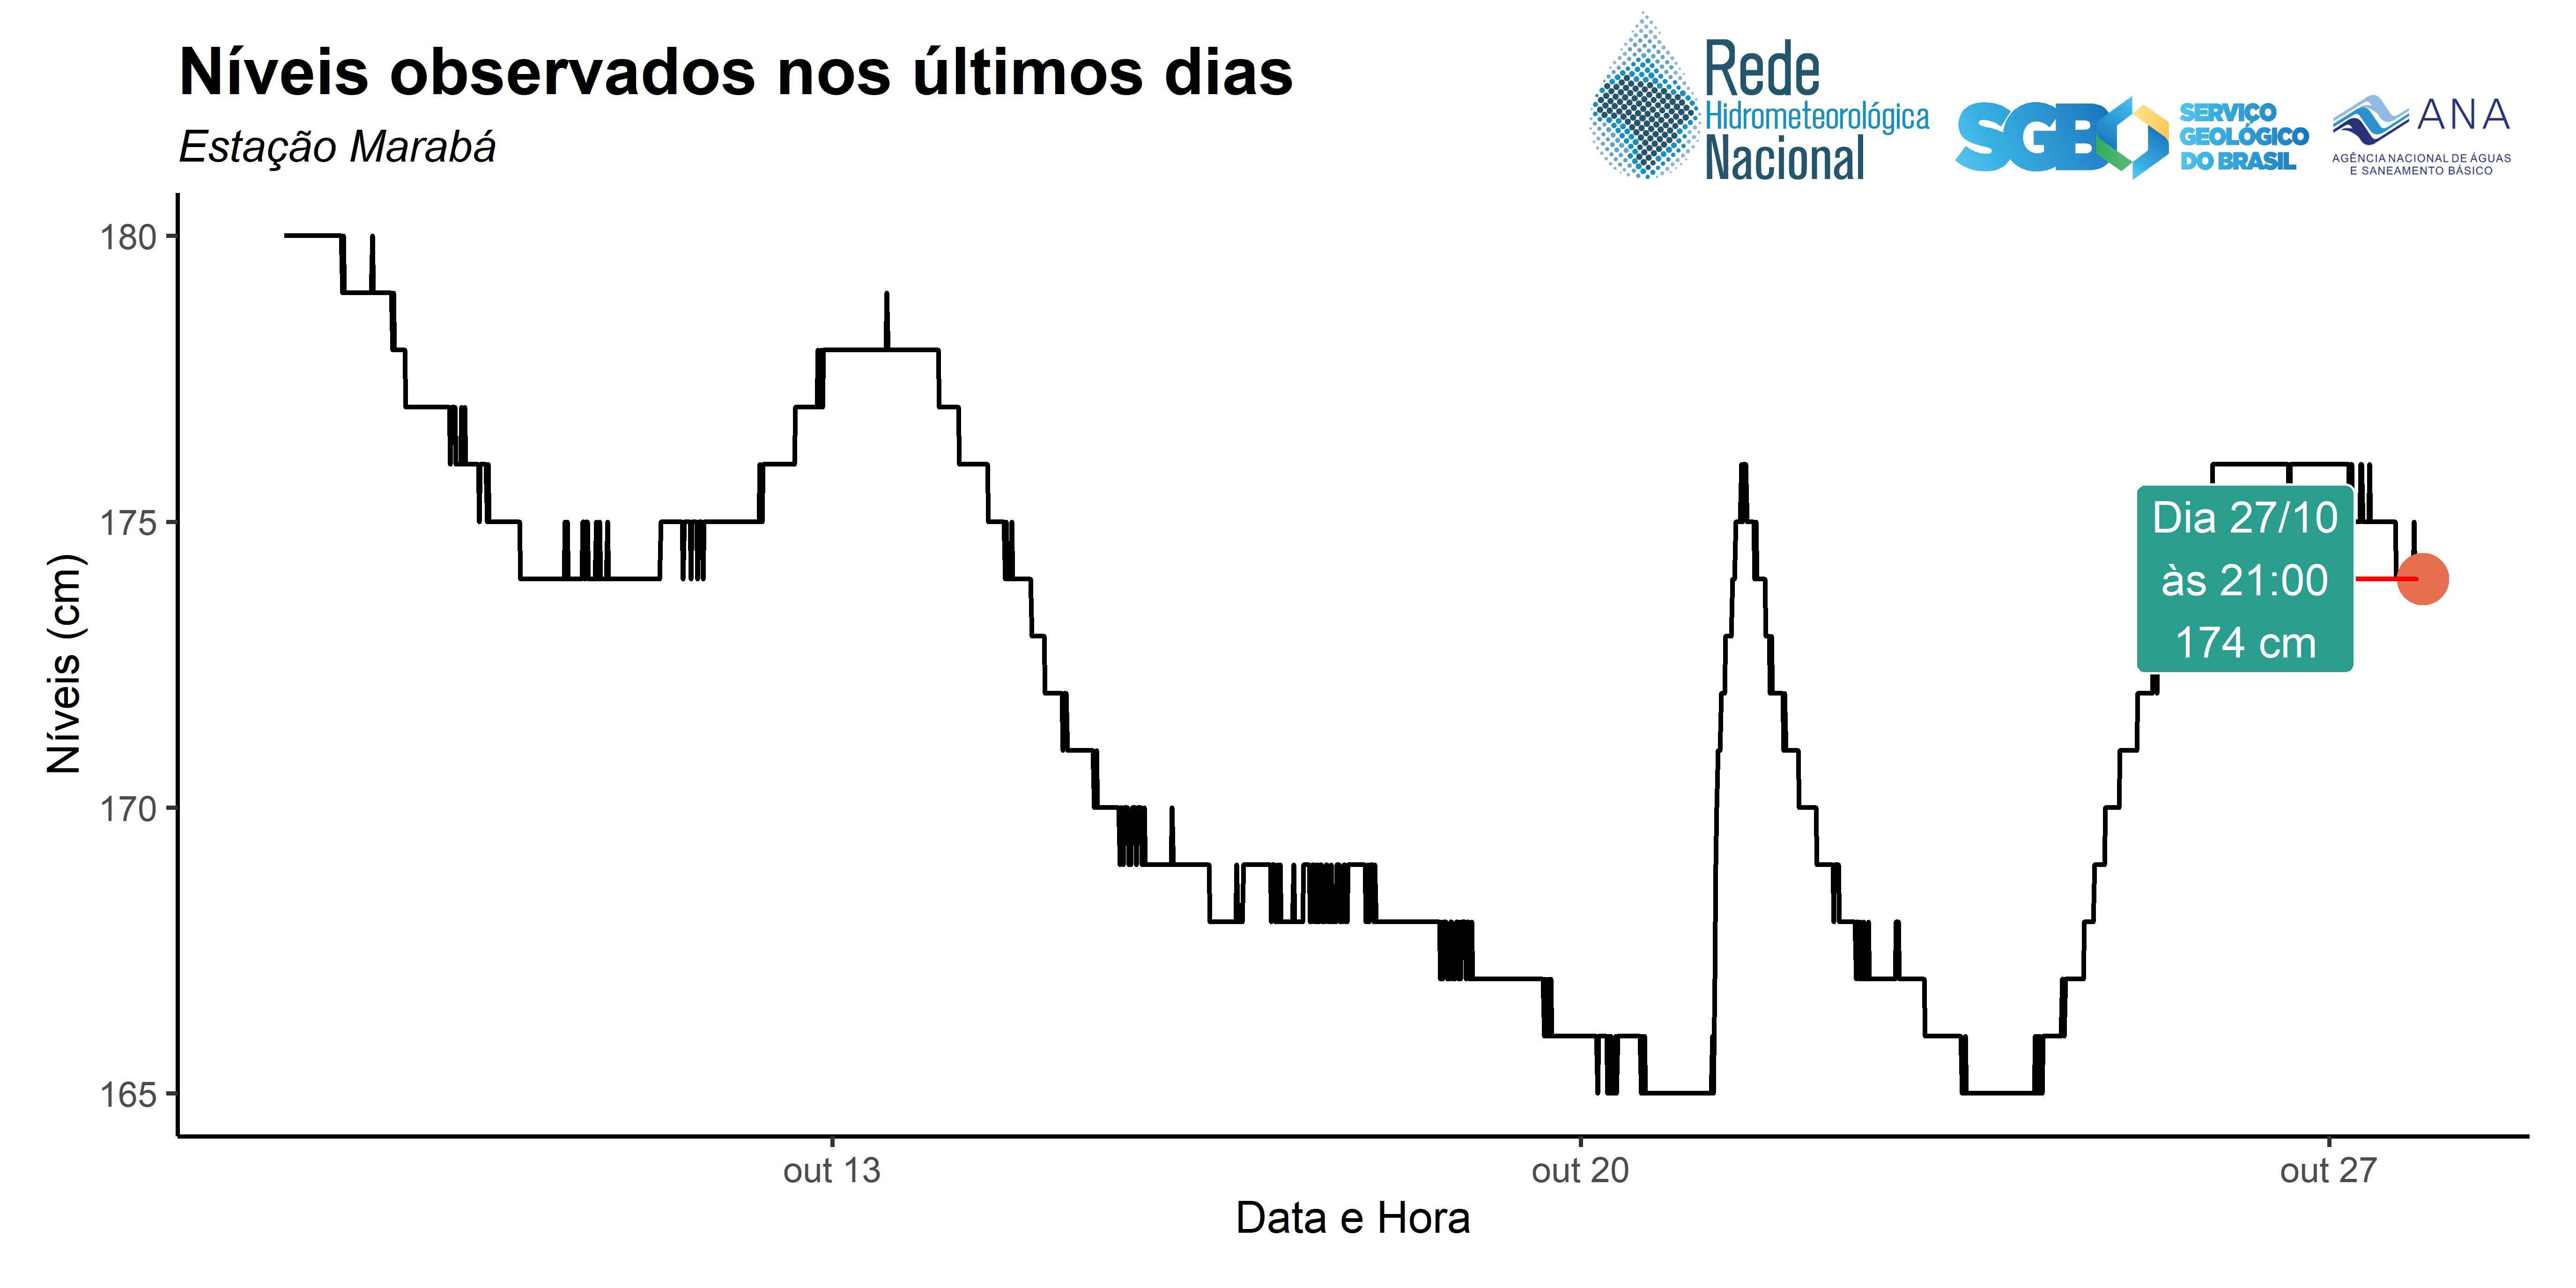 Níveis observados nos últimos dias
Estação Marabá
Rede
Hidrometeorológica
Nacional
SGB
SERVIÇO
GEOLÓGICO
DO BRASIL
ANA
AGÊNCIA NACIONAL DE ÁGUAS
E SANEAMENTO BÁSICO
Níveis (cm)
180
175
170
165
Dia 27/10
às 21:00
174 cm
out 13
out 20
out 27
Data e Hora